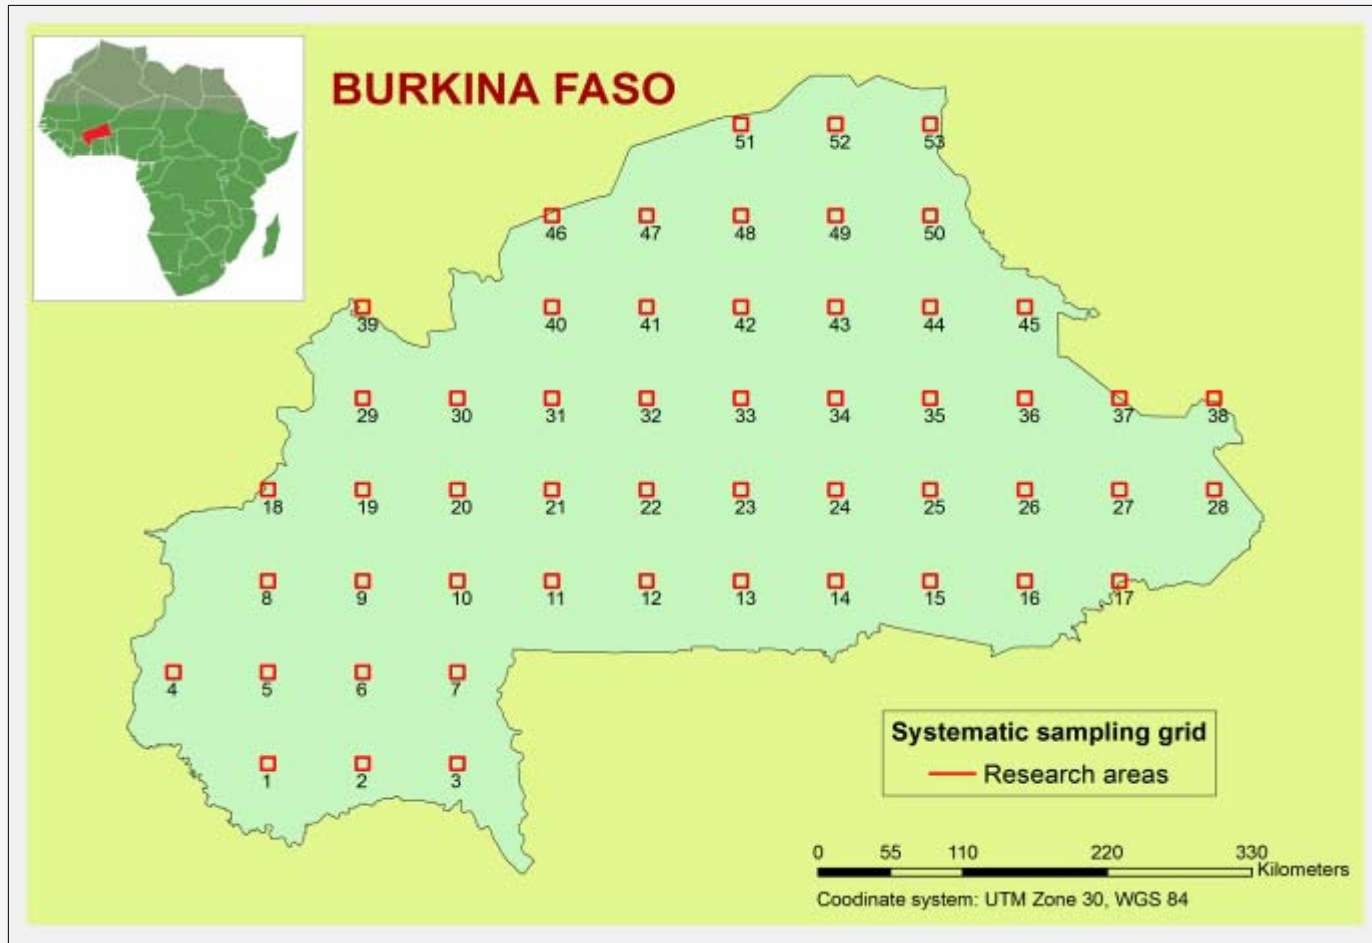 BURKINA FASO
51 52 53
46 47 48 49 50
39 40 41 42 43 44 45
29 30 31 32 33 34 35 36 37 38
18 19 20 21 22 23 24 25 26 27 28
8 9 10 11 12 13 14 15 16 17
4 5 6 7
1 2 3
Systematic sampling grid
Research areas
0 55 110 220 330
Kilometers
Coodinate system: UTM Zone 30, WGS 84